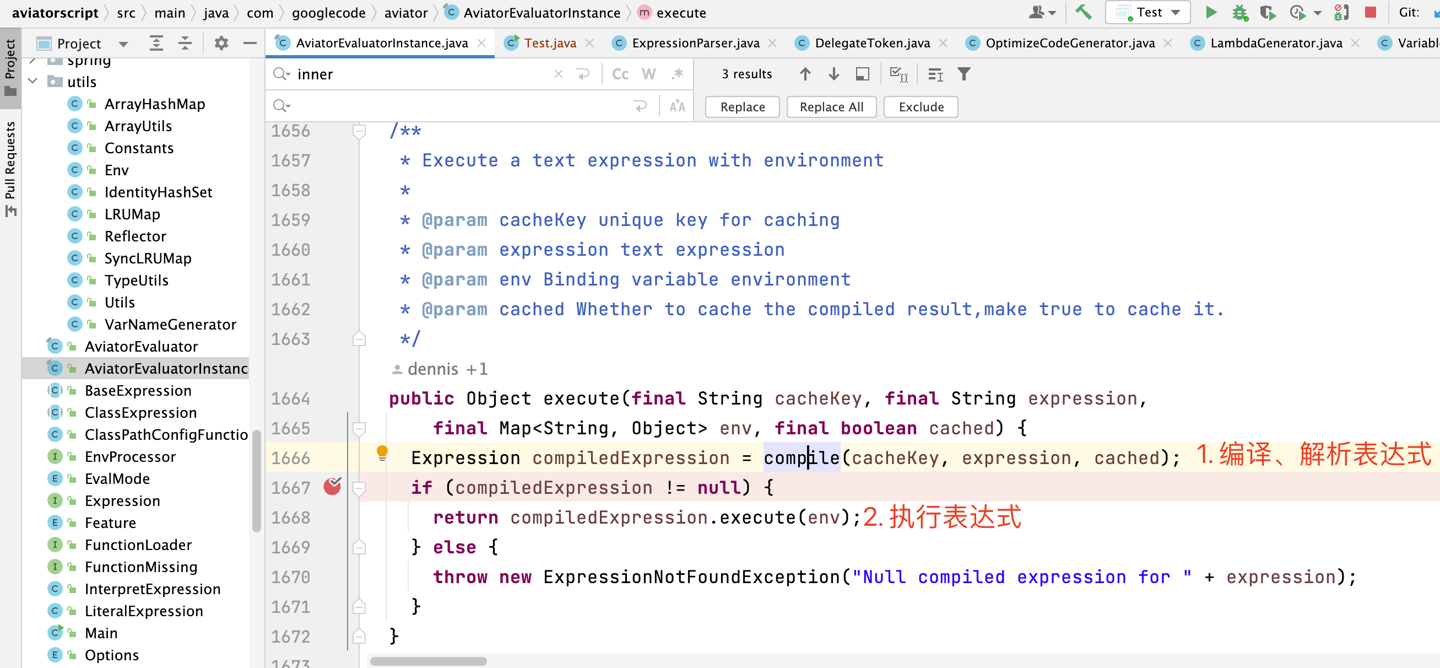 aviatorscript src main java com googlecode aviator AviatorEvaluatorInstance execute Test Git:
Project
Pull Requests
Project
AviatorEvaluatorInstance.java Test.java ExpressionParser.java DelegateToken.java OptimizeCodeGenerator.java LambdaGenerator.java Variabl
inner Cc W .* 3 results
Replace Replace All Exclude
spring
utils
ArrayHashMap
ArrayUtils
Constants
Env
IdentityHashSet
LRUMap
Reflector
SyncLRUMap
TypeUtils
Utils
VarNameGenerator
AviatorEvaluator
AviatorEvaluatorInstanc
BaseExpression
ClassExpression
ClassPathConfigFunctio
EnvProcessor
EvalMode
Expression
Feature
FunctionLoader
FunctionMissing
InterpretExpression
LiteralExpression
Main
Options
1656 /**
1657 * Execute a text expression with environment
1658 *
1659 * @param cacheKey unique key for caching
1660 * @param expression text expression
1661 * @param env Binding variable environment
1662 * @param cached Whether to cache the compiled result,make true to cache it.
1663 */
dennis +1
1664 public Object execute(final String cacheKey, final String expression,
1665 final Map<String, Object> env, final boolean cached) {
1666 Expression compiledExpression = compile(cacheKey, expression, cached); 1. 编译、解析表达式
1667 if (compiledExpression != null) {
1668 return compiledExpression.execute(env); 2. 执行表达式
1669 } else {
1670 throw new ExpressionNotFoundException("Null compiled expression for " + expression);
1671 }
1672 }
1673